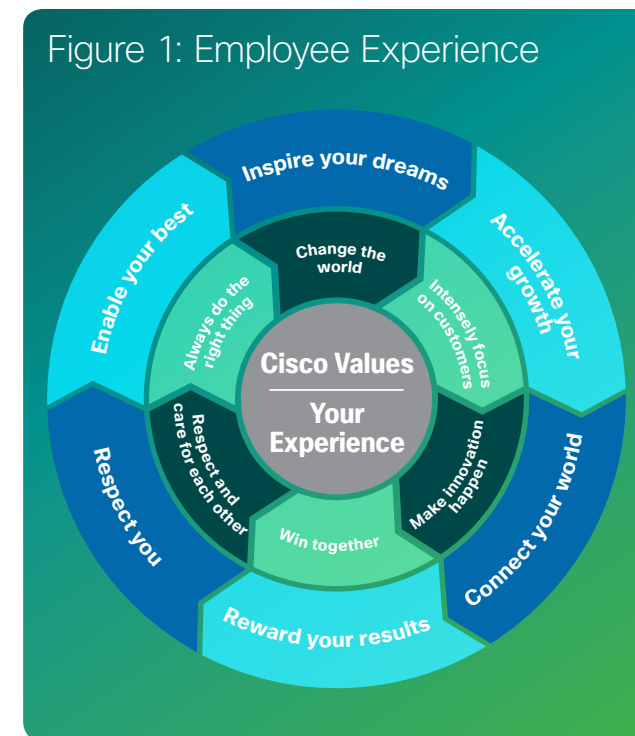 Figure 1: Employee Experience
Inspire your dreams
Accelerate your
growth
Connect your world
Reward your results
Respect you
Enable your best
Change the
world
Intensely focus
on customers
Make innovation
happen
Win together
Respect and
care for each other
Always do the
right thing
Cisco Values
Your
Experience